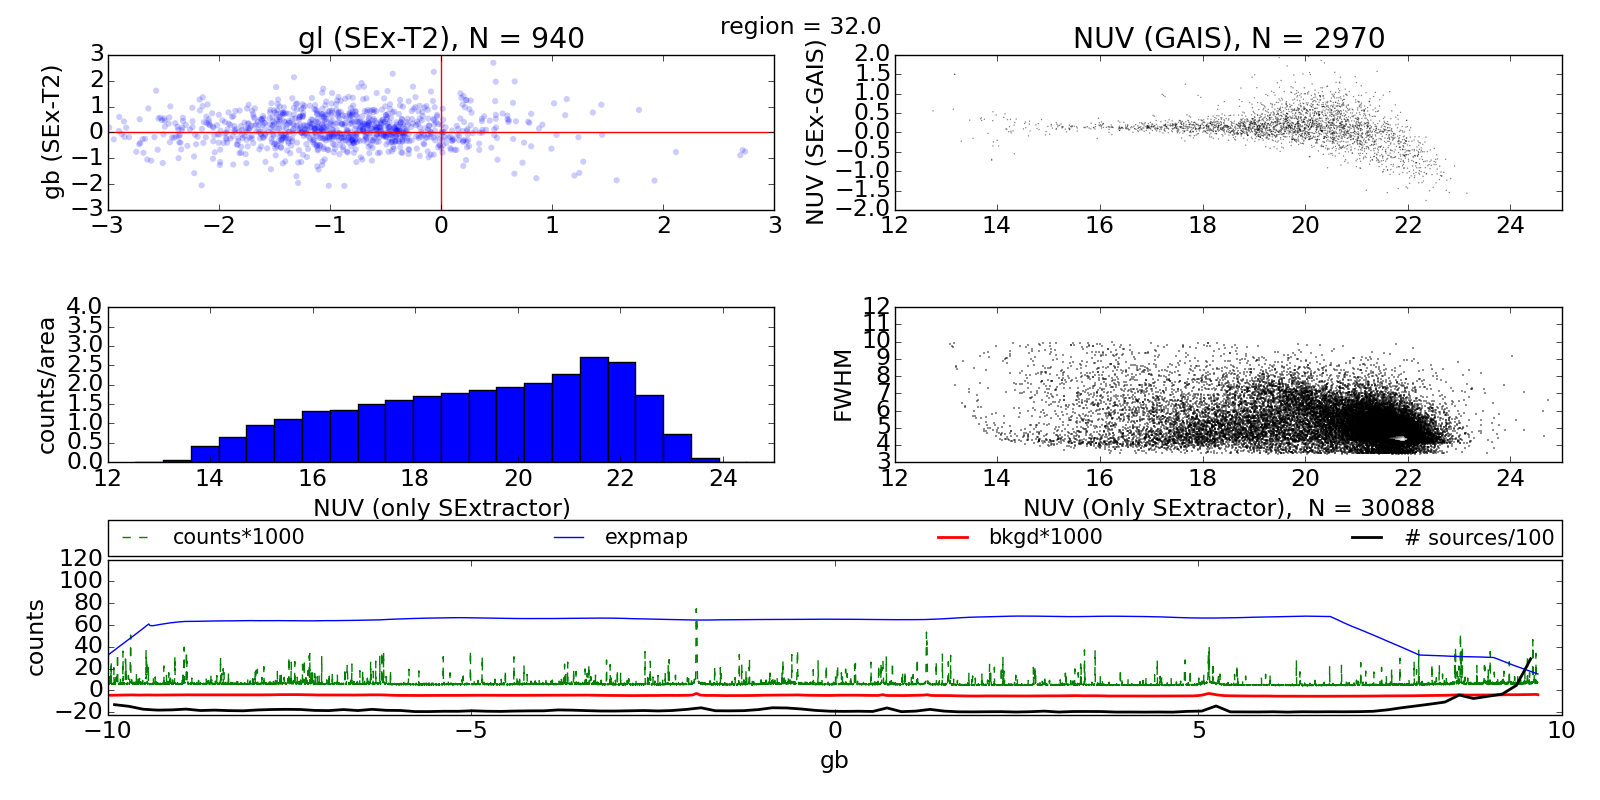 region = 32.0
gl (SEx-T2), N = 940
NUV (GAIS), N = 2970
gb (SEx-T2)
3
2
1
0
−1
−2
−3
−3 −2 −1 0 1 2 3
NUV (SEx-GAIS)
2.0
1.5
1.0
0.5
0.0
−0.5
−1.0
−1.5
−2.0
12 14 16 18 20 22 24
counts/area
4.0
3.5
3.0
2.5
2.0
1.5
1.0
0.5
0.0
12 14 16 18 20 22 24
NUV (only SExtractor)
FWHM
12
11
10
9
8
7
6
5
4
3
12 14 16 18 20 22 24
NUV (Only SExtractor), N = 30088
counts*1000 expmap bkgd*1000 # sources/100
counts
120
100
80
60
40
20
0
−20
−10 −5 0 5 10
gb